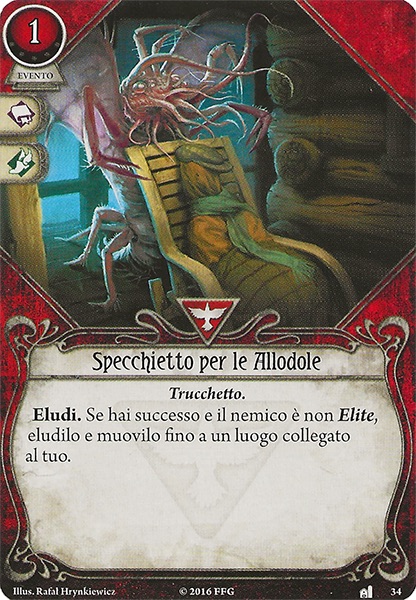 1
EVENTO
Specchietto per le Allodole
Trucchetto.
Eludi. Se hai successo e il nemico è non Elite,
eludilo e muovilo fino a un luogo collegato
al tuo.
Illus. Rafał Hrynkiewicz
© 2016 FFG
34